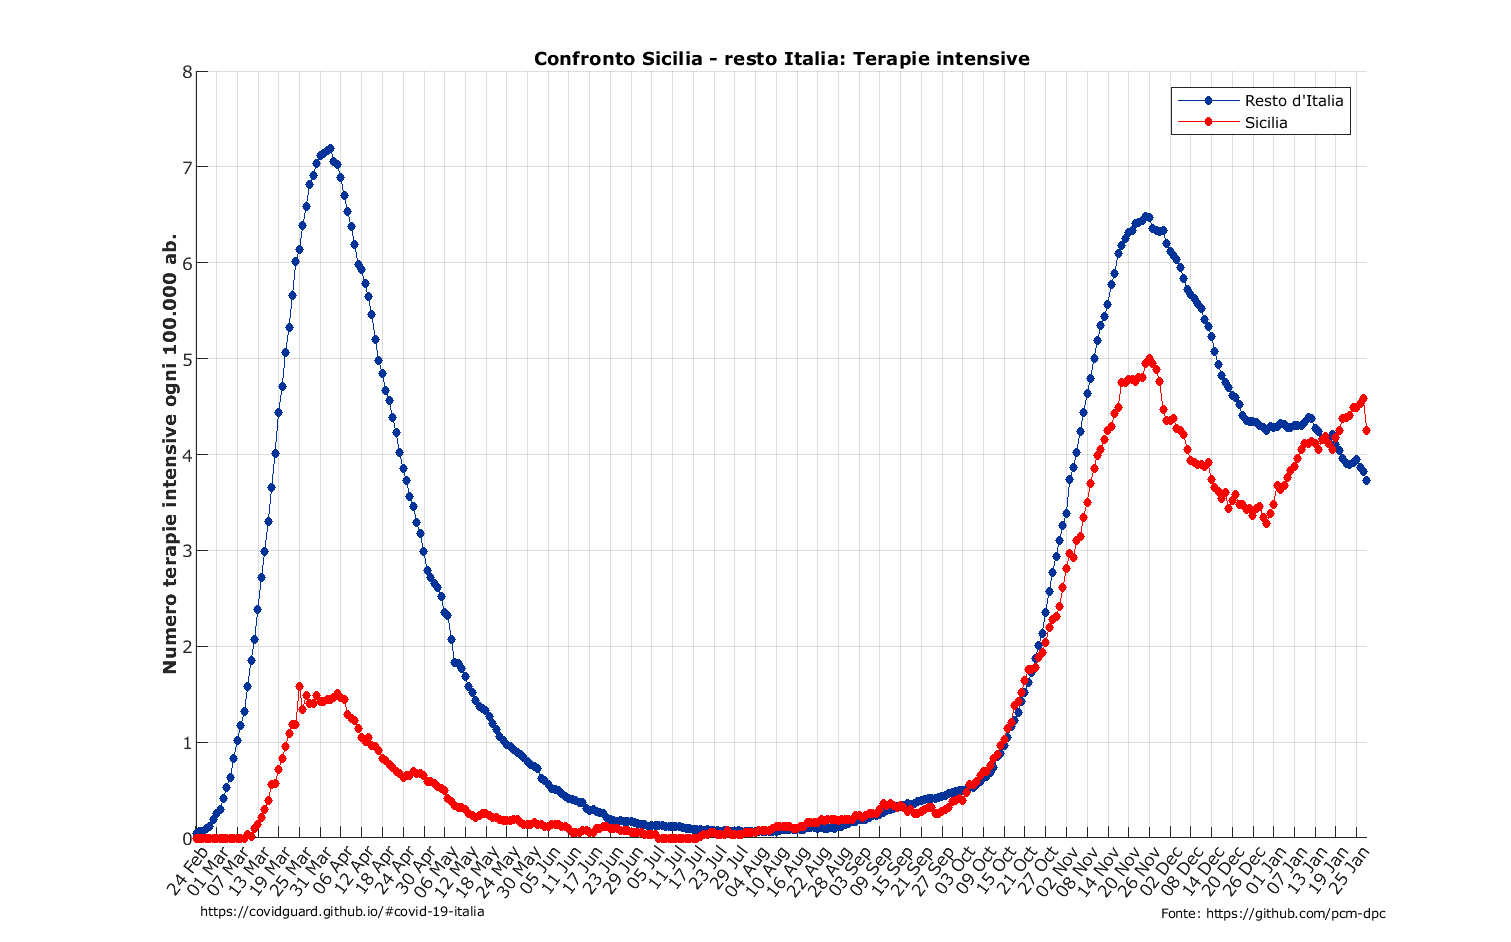 Confronto Sicilia - resto Italia: Terapie intensive
Resto d'Italia
Sicilia
Numero terapie intensive ogni 100.000 ab.
8
7
6
5
4
3
2
1
0
24 Feb
01 Mar
07 Mar
13 Mar
19 Mar
25 Mar
31 Mar
06 Apr
12 Apr
18 Apr
24 Apr
30 Apr
06 May
12 May
18 May
24 May
30 May
05 Jun
11 Jun
17 Jun
23 Jun
29 Jun
05 Jul
11 Jul
17 Jul
23 Jul
29 Jul
04 Aug
10 Aug
16 Aug
22 Aug
28 Aug
03 Sep
09 Sep
15 Sep
21 Sep
27 Sep
03 Oct
09 Oct
15 Oct
21 Oct
27 Oct
02 Nov
08 Nov
14 Nov
20 Nov
26 Nov
02 Dec
08 Dec
14 Dec
20 Dec
26 Dec
01 Jan
07 Jan
13 Jan
19 Jan
25 Jan
https://covidguard.github.io/#covid-19-italia
Fonte: https://github.com/pcm-dpc